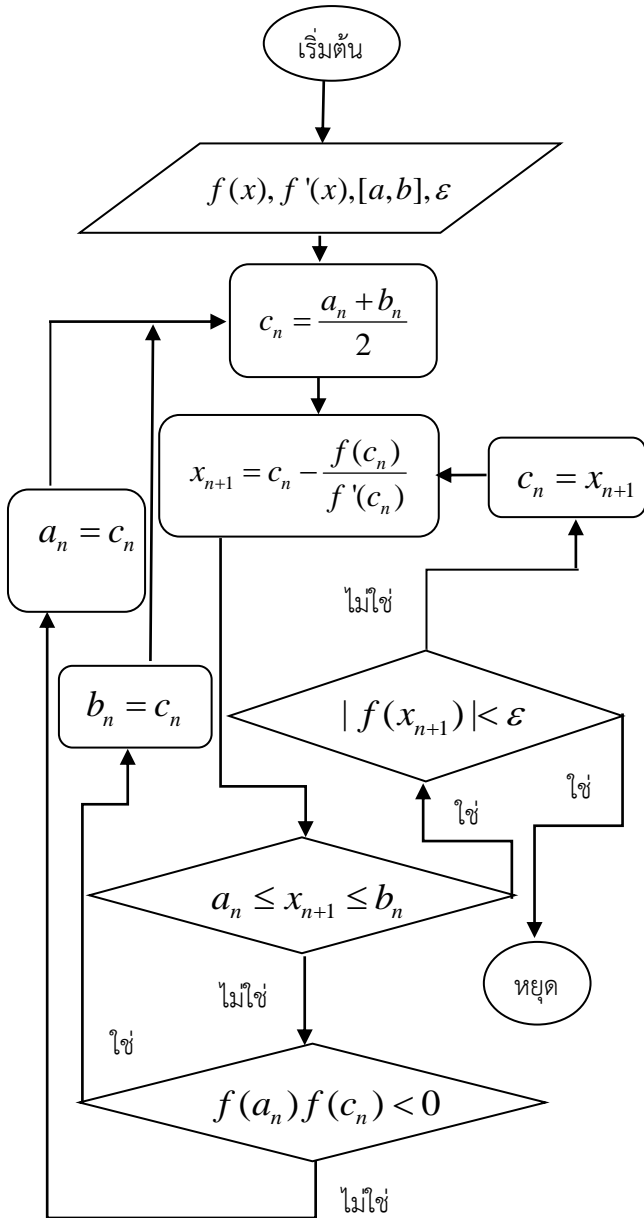 เริ่มต้น
f(x), f'(x),[a,b], ε
c_n = \frac{a_n + b_n}{2}
x_{n+1} = c_n - \frac{f(c_n)}{f'(c_n)}
c_n = x_{n+1}
a_n = c_n
ไม่ใช่
b_n = c_n
| f(x_{n+1}) |< ε
ใช่
ใช่
a_n ≤ x_{n+1} ≤ b_n
ไม่ใช่
หยุด
ใช่
f(a_n) f(c_n) < 0
ไม่ใช่